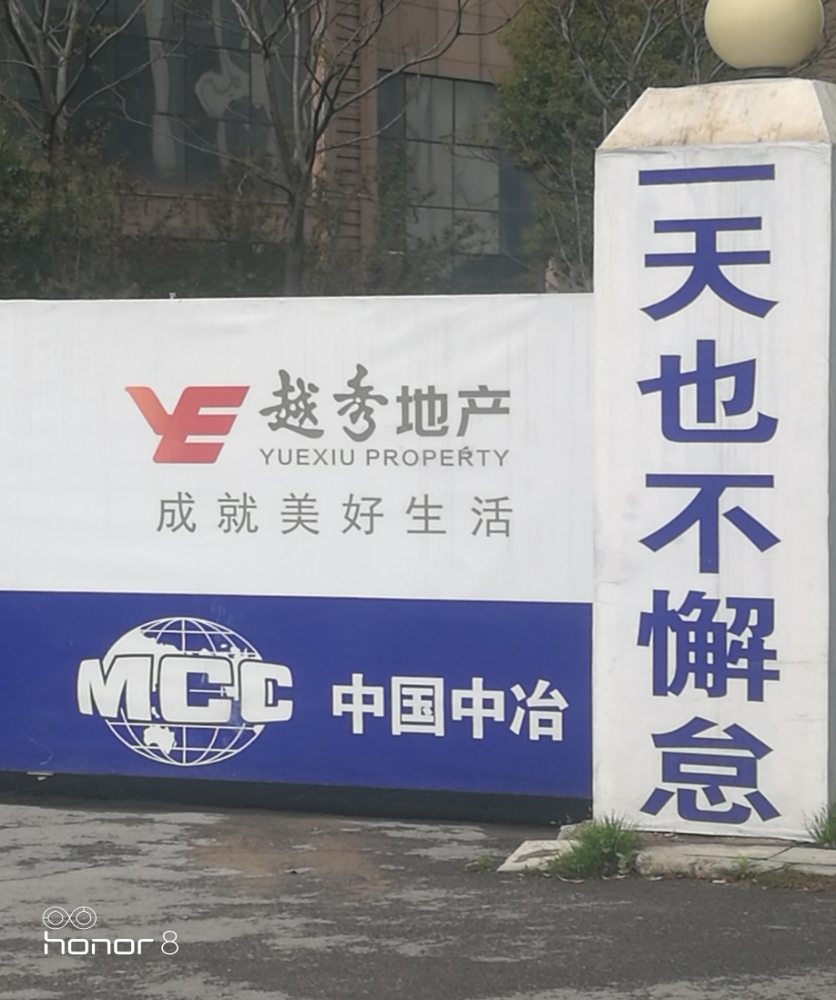 YE 越秀地产
YUEXIU PROPERTY
成就美好生活
MCC 中国中冶
一天也不懈怠
honor 8